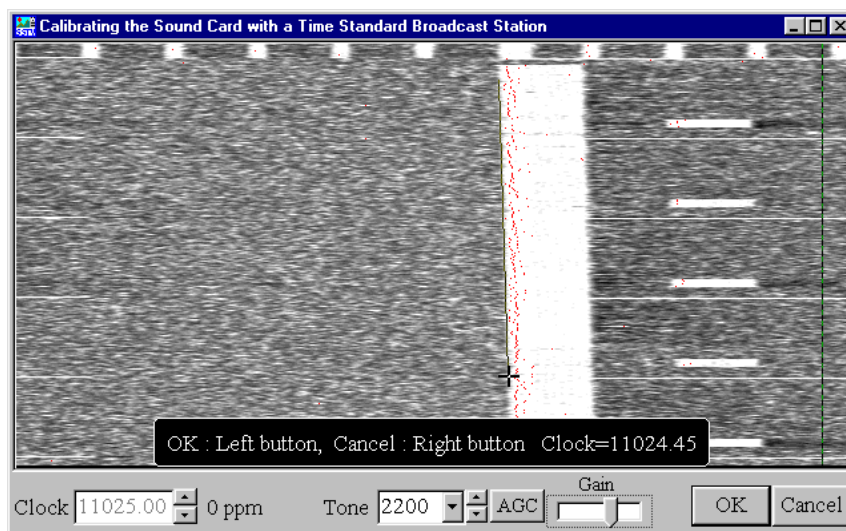 Calibrating the Sound Card with a Time Standard Broadcast Station
OK : Left button, Cancel : Right button Clock=11024.45
Gain
Clock 11025.00 0 ppm Tone 2200 AGC OK Cancel